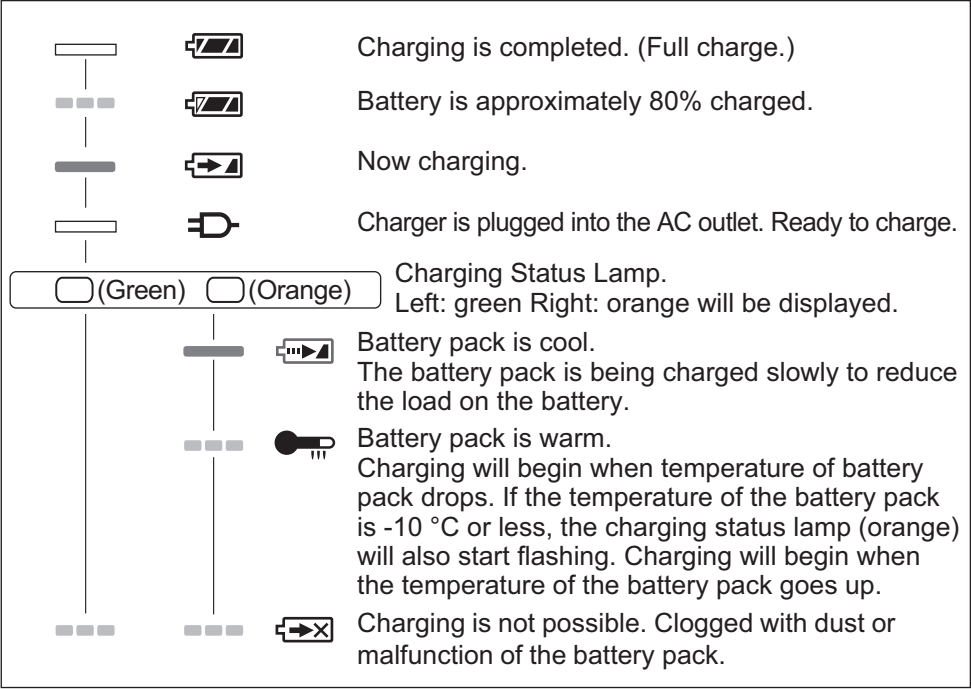 Charging is completed. (Full charge.)
Battery is approximately 80% charged.
Now charging.
Charger is plugged into the AC outlet. Ready to charge.
(Green) (Orange)
Charging Status Lamp.
Left: green Right: orange will be displayed.
Battery pack is cool.
The battery pack is being charged slowly to reduce
the load on the battery.
Battery pack is warm.
Charging will begin when temperature of battery
pack drops. If the temperature of the battery pack
is -10 °C or less, the charging status lamp (orange)
will also start flashing. Charging will begin when
the temperature of the battery pack goes up.
Charging is not possible. Clogged with dust or
malfunction of the battery pack.